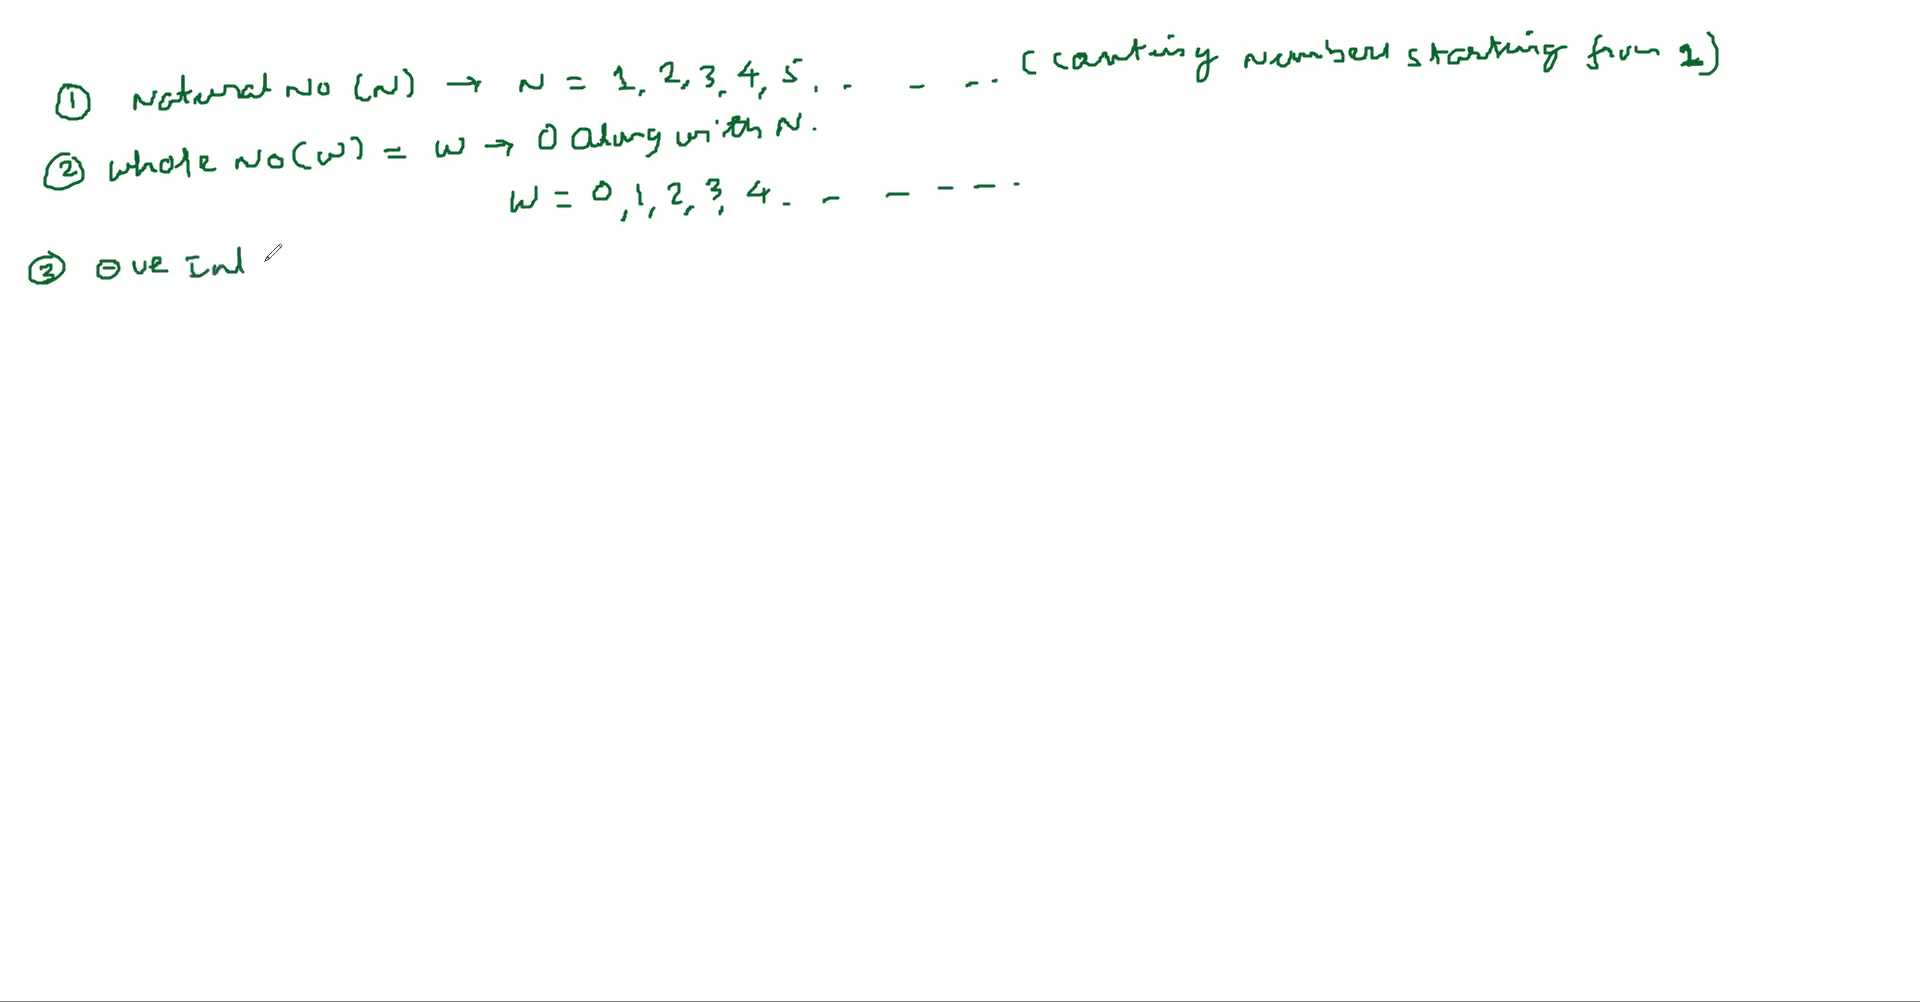 ① Natural No (N) → N = 1, 2, 3, 4, 5, - - -- (counting numbers starting from 1)
② Whole No(W) = W → 0 Along with N.
W = 0, 1, 2, 3, 4 - - - - - -
③ ⊖ve Int